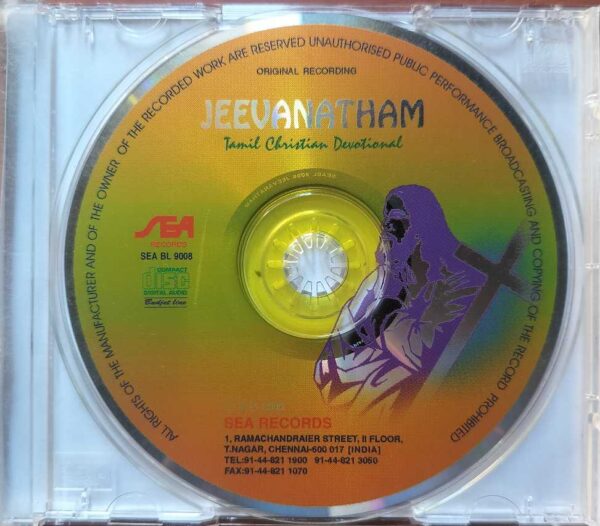 ALL RIGHTS OF THE MANUFACTURER AND OF THE OWNER OF THE RECORDED WORK ARE RESERVED UNAUTHORISED PUBLIC PERFORMANCE BROADCASTING AND COPYING OF THE RECORD PROHIBITED
ORIGINAL RECORDING
JEEVANATHAM
Tamil Christian Devotional
SEA
RECORDS
SEA BL 9008
COMPACT
disc
DIGITAL AUDIO
Budjet line
SEA RECORDS
1, RAMACHANDRAIER STREET, II FLOOR,
T.NAGAR, CHENNAI-600 017 [INDIA]
TEL:91-44-821 1900 91-44-821 3050
FAX:91-44-821 1070